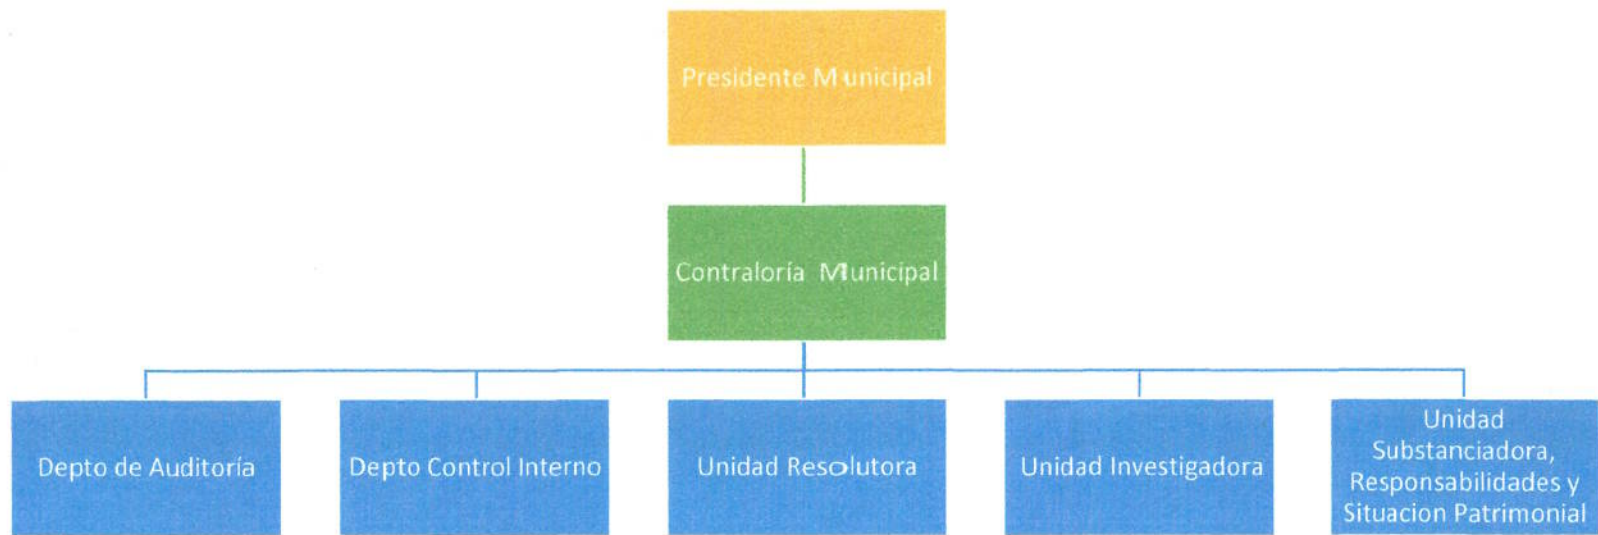 Presidente Municipal
Contraloría Municipal
Depto de Auditoría
Depto Control Interno
Unidad Resolutora
Unidad Investigadora
Unidad
Substanciadora,
Responsabilidades y
Situacion Patrimonial